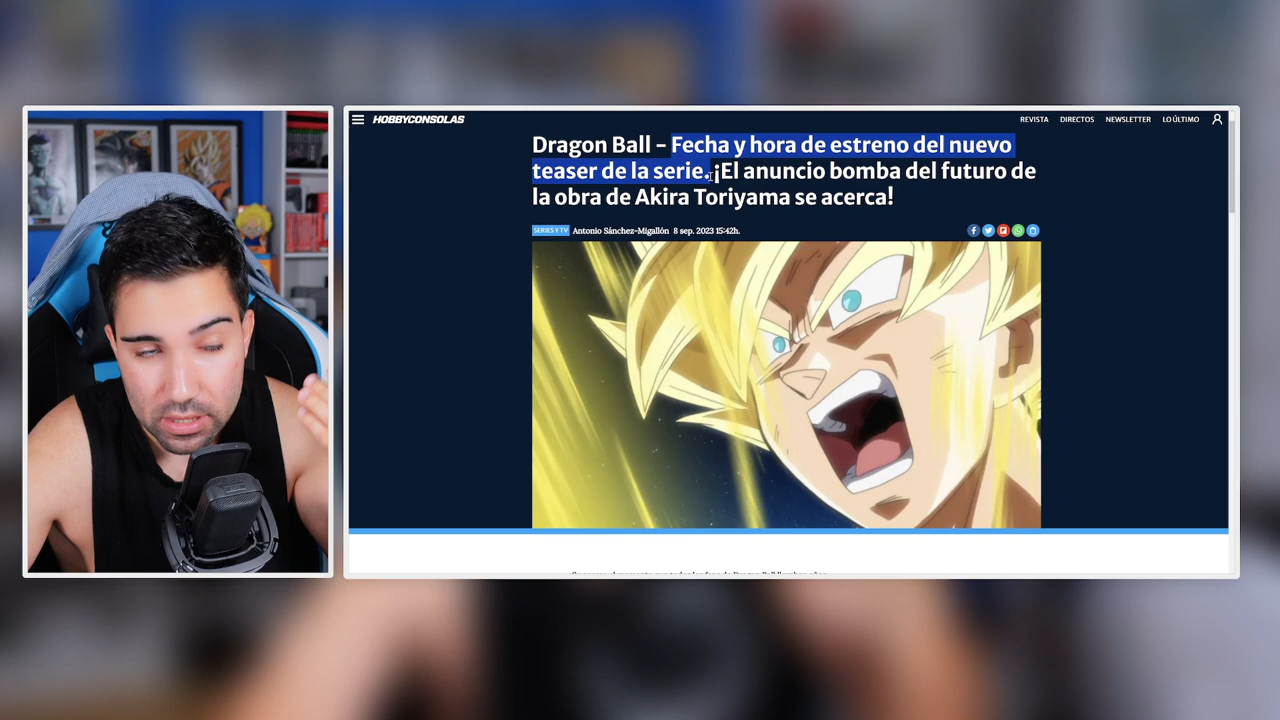 HOBBYCONSOLAS
REVISTA DIRECTOS NEWSLETTER LO ÚLTIMO
Dragon Ball - Fecha y hora de estreno del nuevo
teaser de la serie. ¡El anuncio bomba del futuro de
la obra de Akira Toriyama se acerca!
SERIES Y TV Antonio Sánchez-Migallón 8 sep. 2023 15:42h.